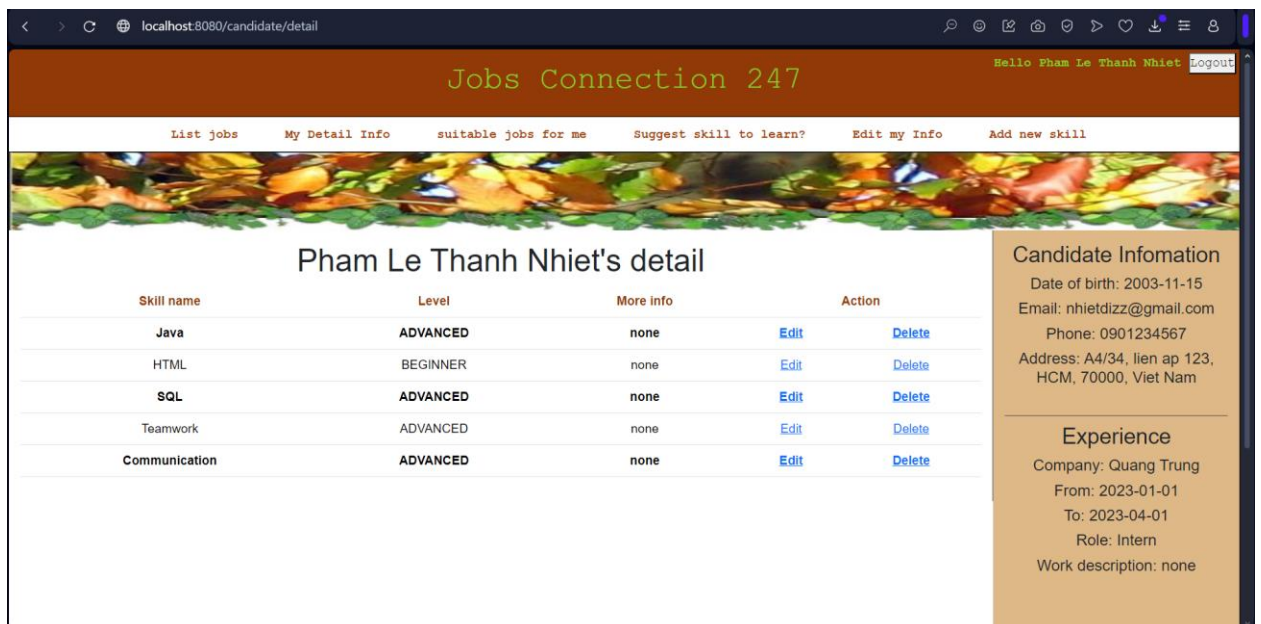 localhost:8080/candidate/detail
Jobs Connection 247
Hello Pham Le Thanh Nhiet Logout
List jobs My Detail Info suitable jobs for me Suggest skill to learn? Edit my Info Add new skill
Pham Le Thanh Nhiet's detail
Skill name Level More info Action
Java ADVANCED none Edit Delete
HTML BEGINNER none Edit Delete
SQL ADVANCED none Edit Delete
Teamwork ADVANCED none Edit Delete
Communication ADVANCED none Edit Delete
Candidate Infomation
Date of birth: 2003-11-15
Email: nhietdizz@gmail.com
Phone: 0901234567
Address: A4/34, lien ap 123,
HCM, 70000, Viet Nam
Experience
Company: Quang Trung
From: 2023-01-01
To: 2023-04-01
Role: Intern
Work description: none